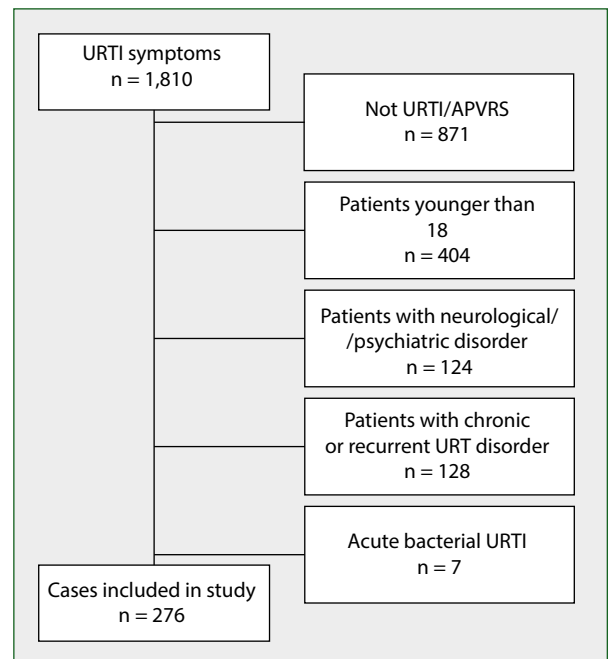 URTI symptoms
n = 1,810
Not URTI/APVRS
n = 871
Patients younger than
18
n = 404
Patients with neurological/
/psychiatric disorder
n = 124
Patients with chronic
or recurrent URT disorder
n = 128
Acute bacterial URTI
n = 7
Cases included in study
n = 276